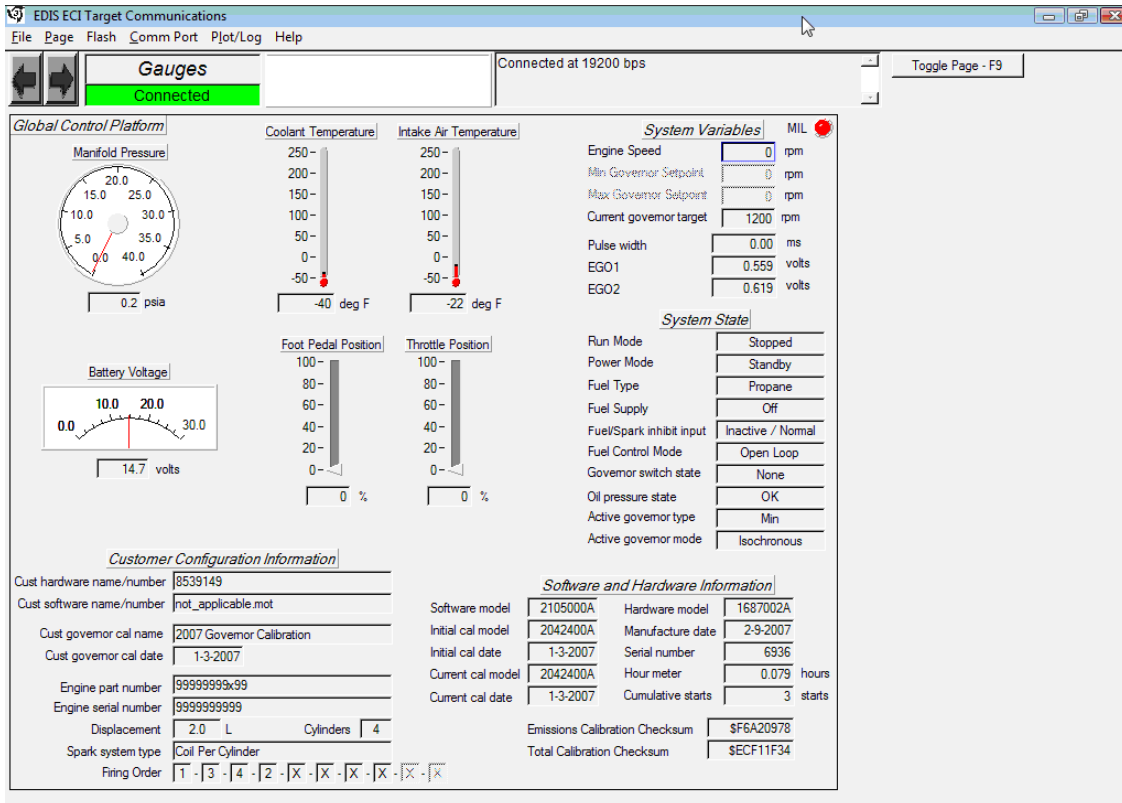 EDIS ECI Target Communications
File Page Flash Comm Port Plot/Log Help
Gauges
Connected
Connected at 19200 bps
Toggle Page - F9
Global Control Platform
Manifold Pressure
20.0
15.0 25.0
10.0 30.0
5.0 35.0
0.0 40.0
0.2 psia
Coolant Temperature
250
200
150
100
50
0
-50
-40 deg F
Intake Air Temperature
250
200
150
100
50
0
-50
-22 deg F
Battery Voltage
10.0 20.0
0.0 30.0
14.7 volts
Foot Pedal Position
100
80
60
40
20
0
0 %
Throttle Position
100
80
60
40
20
0
0 %
System Variables MIL
Engine Speed 0 rpm
Min Governor Setpoint 0 rpm
Max Governor Setpoint 0 rpm
Current governor target 1200 rpm
Pulse width 0.00 ms
EGO1 0.559 volts
EGO2 0.619 volts
System State
Run Mode Stopped
Power Mode Standby
Fuel Type Propane
Fuel Supply Off
Fuel/Spark inhibit input Inactive / Normal
Fuel Control Mode Open Loop
Governor switch state None
Oil pressure state OK
Active governor type Min
Active governor mode Isochronous
Customer Configuration Information
Cust hardware name/number 8539149
Cust software name/number not_applicable.mot
Cust governor cal name 2007 Governor Calibration
Cust governor cal date 1-3-2007
Engine part number 99999999x99
Engine serial number 9999999999
Displacement 2.0 L Cylinders 4
Spark system type Coil Per Cylinder
Firing Order 1 - 3 - 4 - 2 - X - X - X - X - X - X
Software and Hardware Information
Software model 2105000A Hardware model 1687002A
Initial cal model 2042400A Manufacture date 2-9-2007
Initial cal date 1-3-2007 Serial number 6936
Current cal model 2042400A Hour meter 0.079 hours
Current cal date 1-3-2007 Cumulative starts 3 starts
Emissions Calibration Checksum $F6A20978
Total Calibration Checksum $ECF11F34